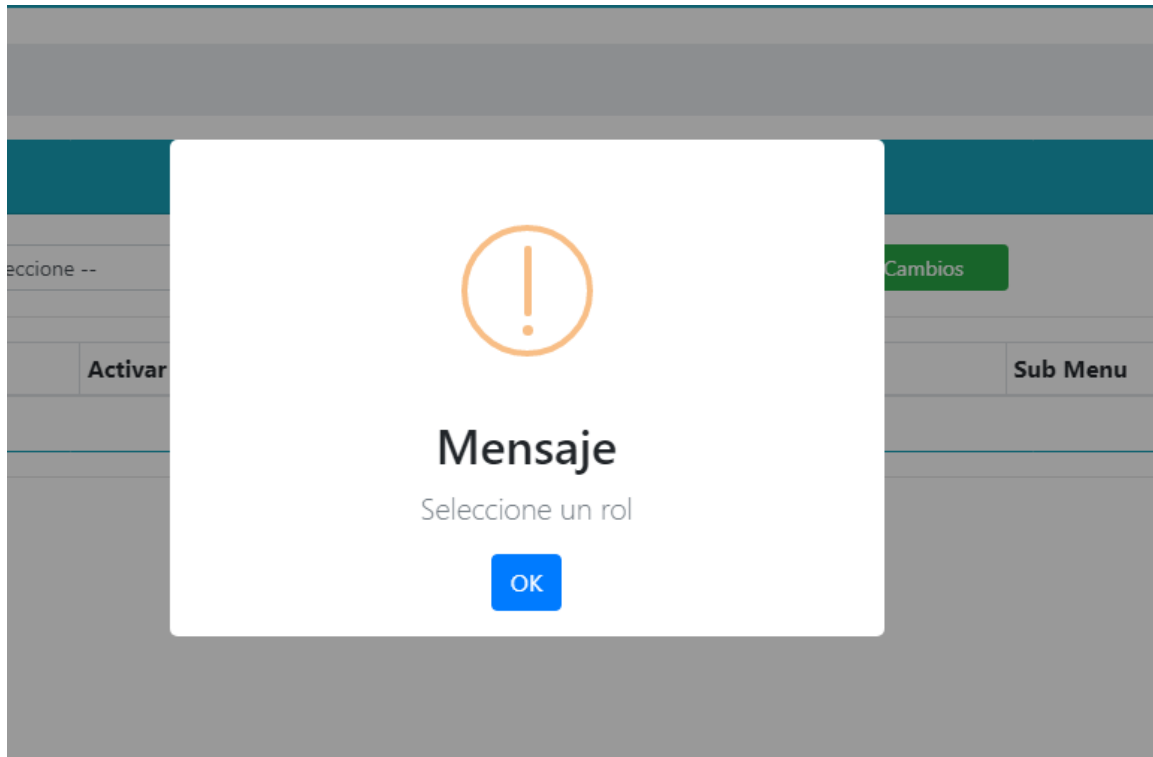 eccione --
Cambios
Activar
Sub Menu
Mensaje
Seleccione un rol
OK